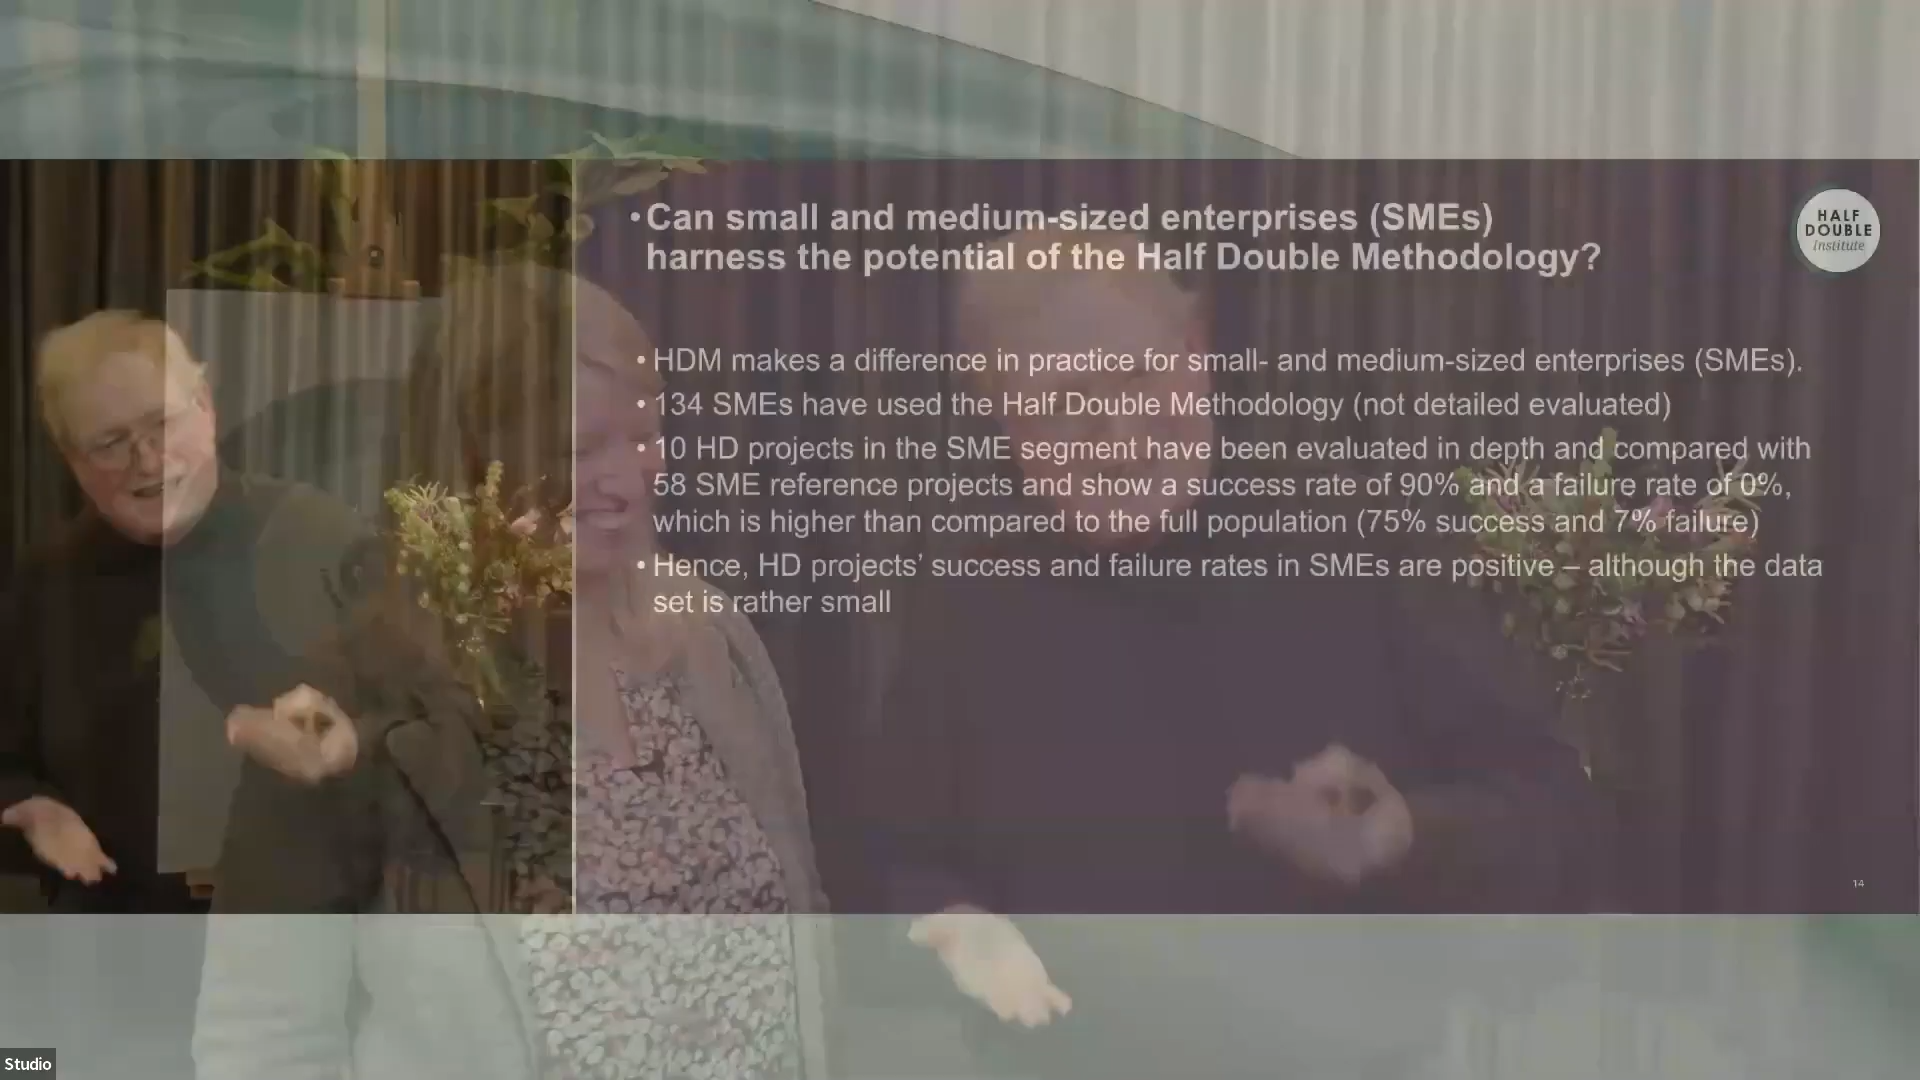 • Can small and medium-sized enterprises (SMEs)
harness the potential of the Half Double Methodology?
HALF
DOUBLE
Institute
• HDM makes a difference in practice for small- and medium-sized enterprises (SMEs).
• 134 SMEs have used the Half Double Methodology (not detailed evaluated)
• 10 HD projects in the SME segment have been evaluated in depth and compared with
58 SME reference projects and show a success rate of 90% and a failure rate of 0%,
which is higher than compared to the full population (75% success and 7% failure)
• Hence, HD projects’ success and failure rates in SMEs are positive – although the data
set is rather small
14
Studio